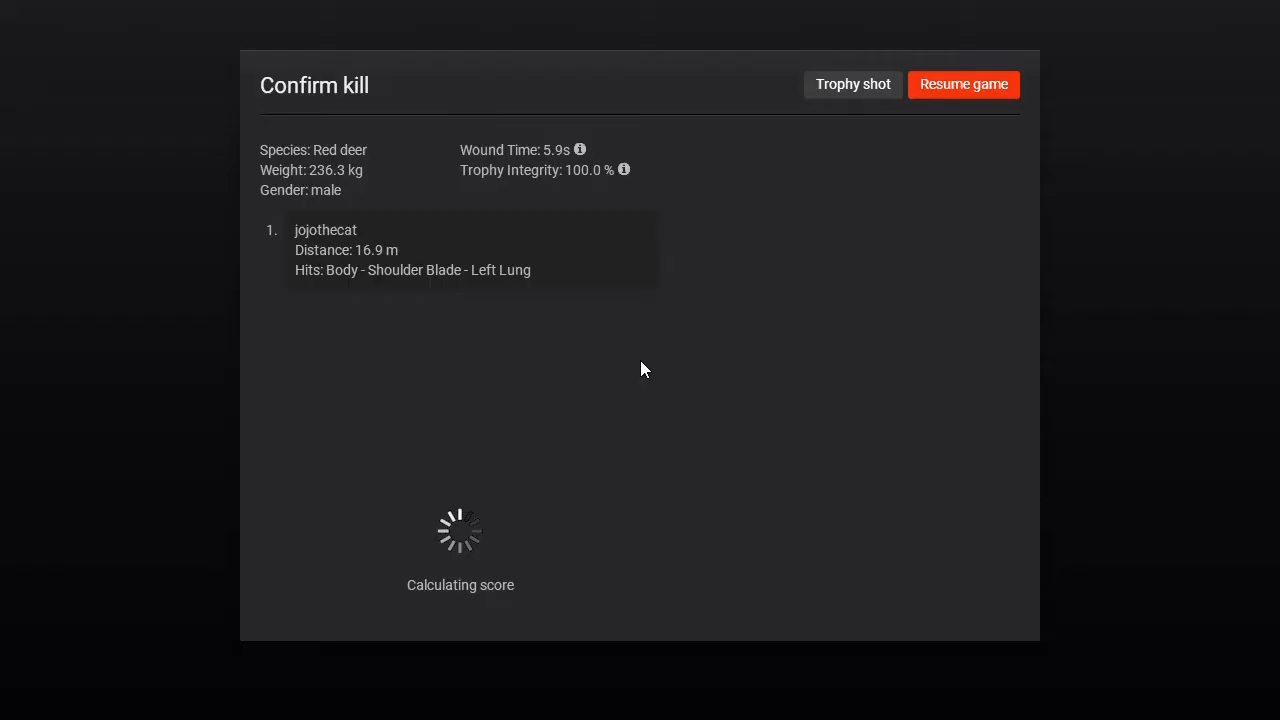 Confirm kill
Trophy shot
Resume game
Species: Red deer
Weight: 236.3 kg
Gender: male
Wound Time: 5.9s
Trophy Integrity: 100.0 %
1.
jojothecat
Distance: 16.9 m
Hits: Body - Shoulder Blade - Left Lung
Calculating score